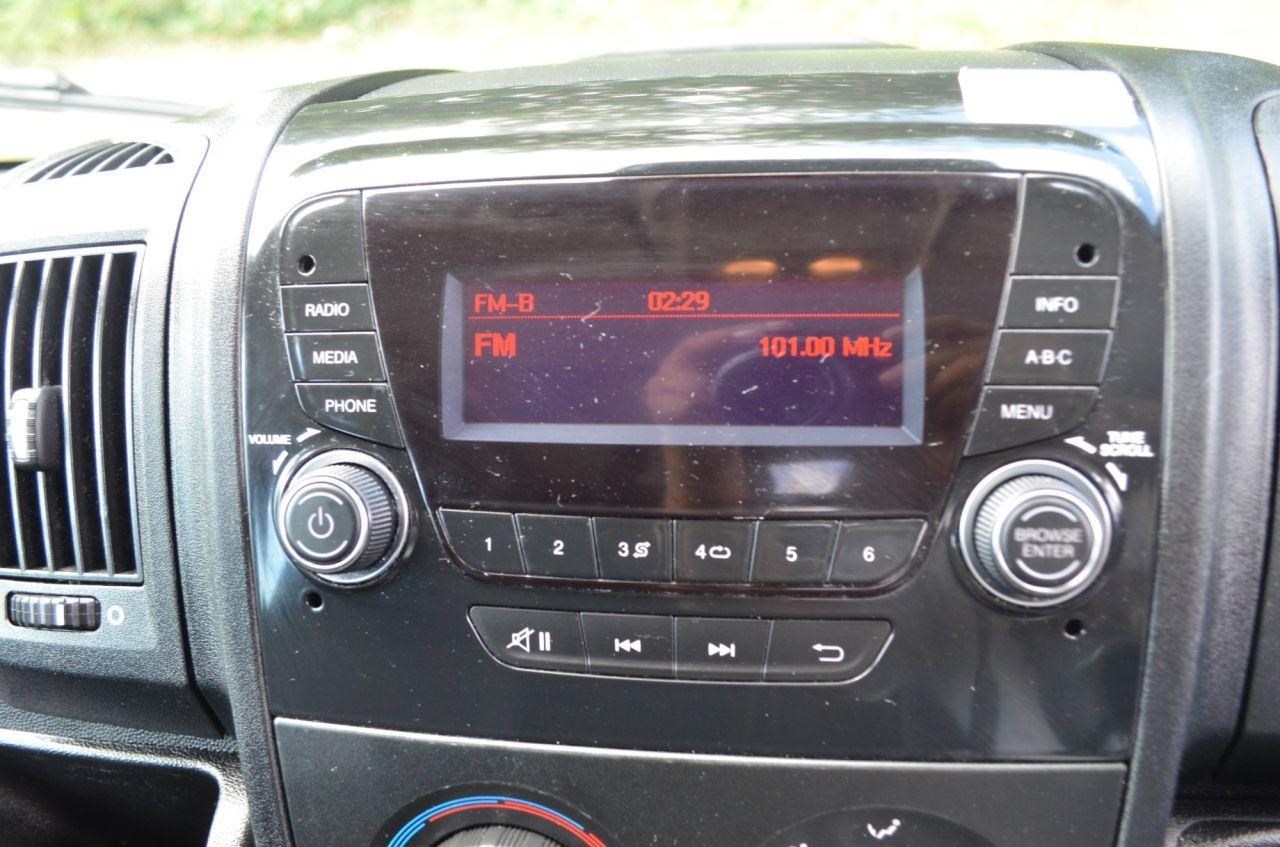 FM-B 02:29
FM 101.00 MHz
RADIO
MEDIA
PHONE
INFO
A·B·C
MENU
VOLUME
TUNE
SCROLL
BROWSE
ENTER
1 2 3 4 5 6
O